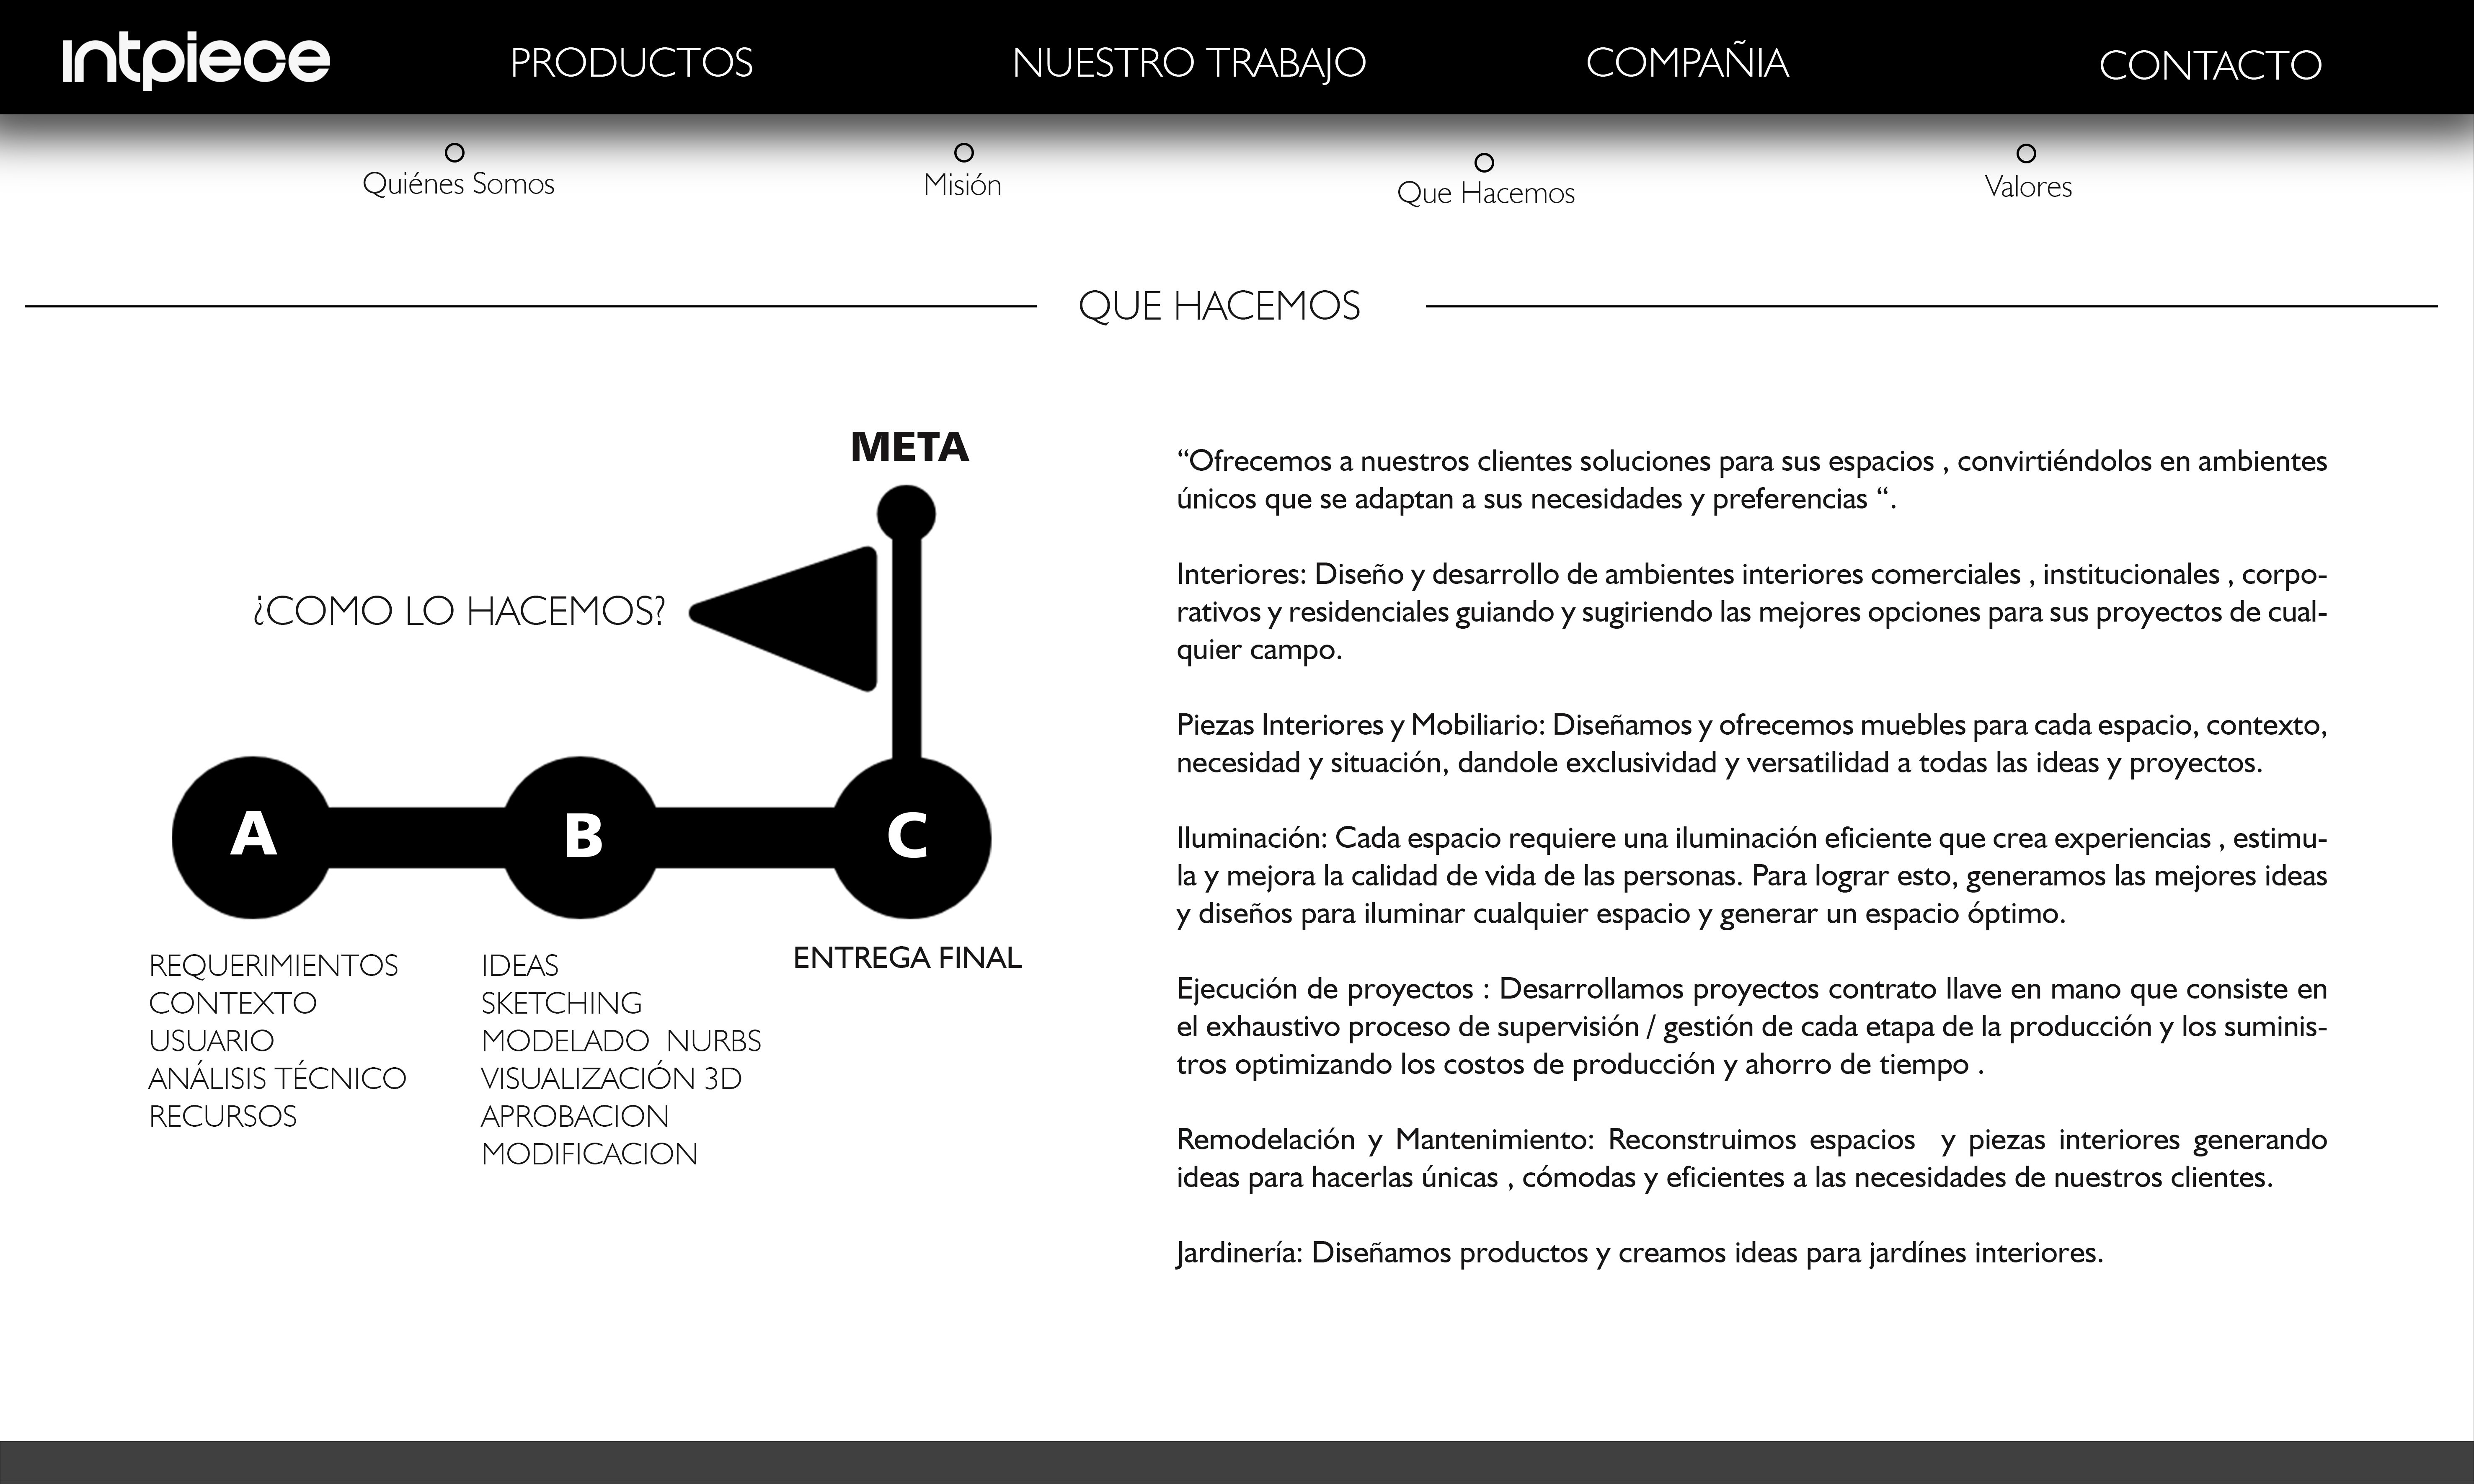 intpiece PRODUCTOS NUESTRO TRABAJO COMPAÑIA CONTACTO
Quiénes Somos Misión Que Hacemos Valores
QUE HACEMOS
META
¿COMO LO HACEMOS?
A B C
REQUERIMIENTOS
CONTEXTO
USUARIO
ANÁLISIS TÉCNICO
RECURSOS
IDEAS
SKETCHING
MODELADO  NURBS
VISUALIZACIÓN 3D
APROBACION
MODIFICACION
ENTREGA FINAL
“Ofrecemos a nuestros clientes soluciones para sus espacios , convirtiéndolos en ambientes
únicos que se adaptan a sus necesidades y preferencias “.
Interiores: Diseño y desarrollo de ambientes interiores comerciales , institucionales , corpo-
rativos y residenciales guiando y sugiriendo las mejores opciones para sus proyectos de cual-
quier campo.
Piezas Interiores y Mobiliario: Diseñamos y ofrecemos muebles para cada espacio, contexto,
necesidad y situación, dandole exclusividad y versatilidad a todas las ideas y proyectos.
Iluminación: Cada espacio requiere una iluminación eficiente que crea experiencias , estimu-
la y mejora la calidad de vida de las personas. Para lograr esto, generamos las mejores ideas
y diseños para iluminar cualquier espacio y generar un espacio óptimo.
Ejecución de proyectos : Desarrollamos proyectos contrato llave en mano que consiste en
el exhaustivo proceso de supervisión / gestión de cada etapa de la producción y los suminis-
tros optimizando los costos de producción y ahorro de tiempo .
Remodelación y Mantenimiento: Reconstruimos espacios  y piezas interiores generando
ideas para hacerlas únicas , cómodas y eficientes a las necesidades de nuestros clientes.
Jardinería: Diseñamos productos y creamos ideas para jardínes interiores.